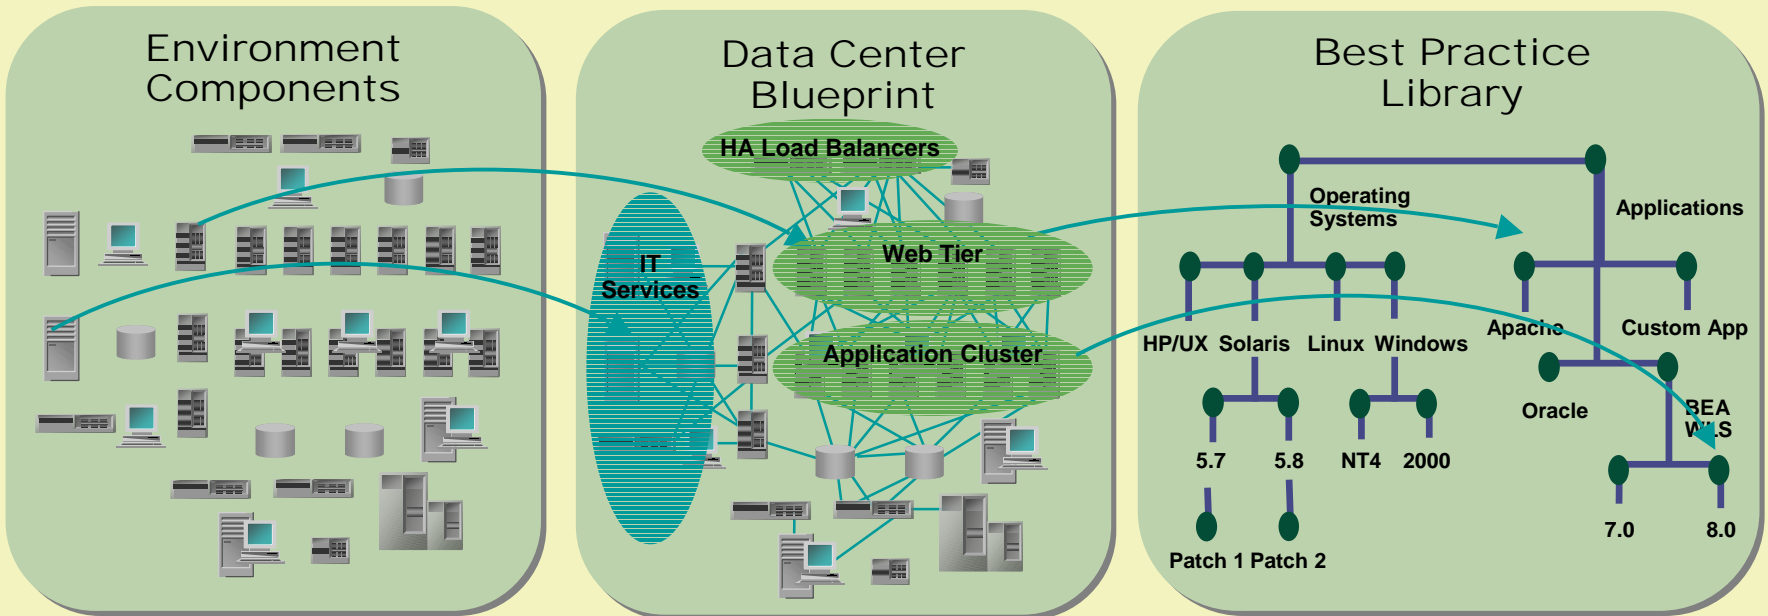 Environment
Components
Data Center
Blueprint
HA Load Balancers
IT
Services
Web Tier
Application Cluster
Best Practice
Library
Operating
Systems
Applications
HP/UX Solaris Linux Windows
Apache Custom App
Oracle
BEA
WLS
5.7 5.8 NT4 2000
7.0 8.0
Patch 1 Patch 2